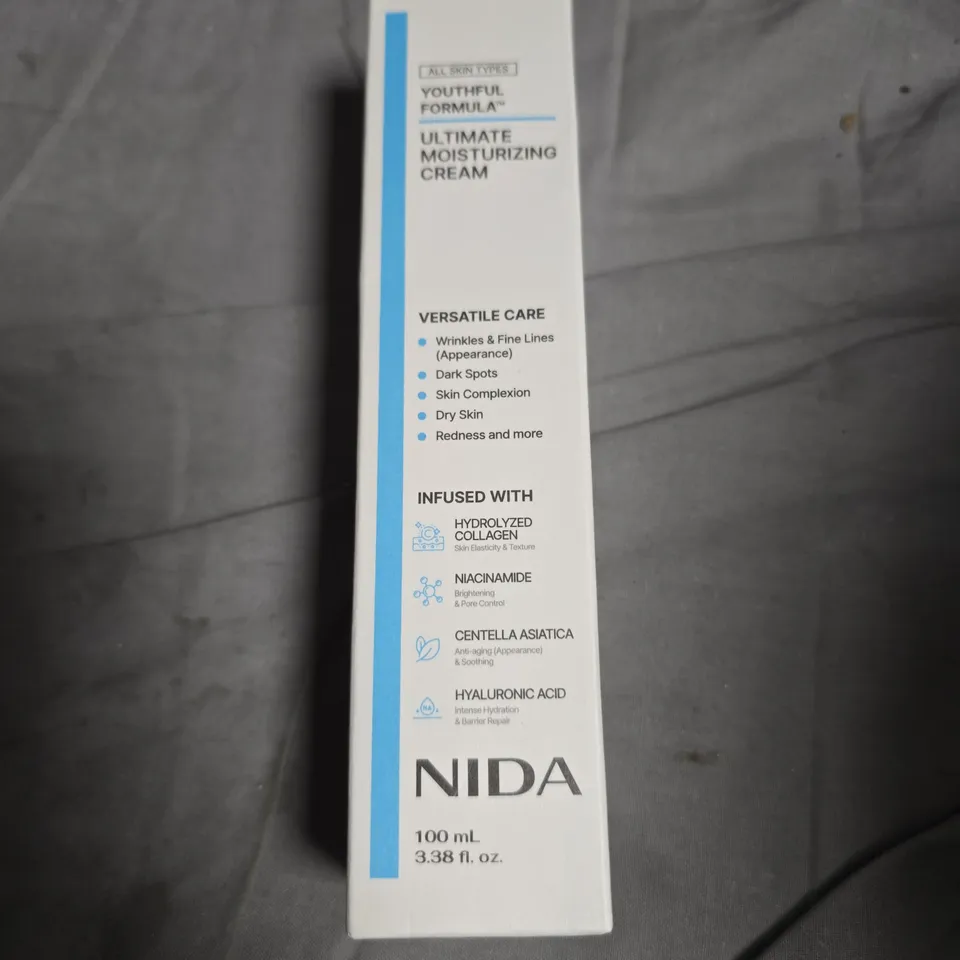 ALL SKIN TYPES
YOUTHFUL
FORMULA™
ULTIMATE
MOISTURIZING
CREAM
VERSATILE CARE
Wrinkles & Fine Lines
(Appearance)
Dark Spots
Skin Complexion
Dry Skin
Redness and more
INFUSED WITH
HYDROLYZED
COLLAGEN
Skin Elasticity & Texture
NIACINAMIDE
Brightening
& Pore Control
CENTELLA ASIATICA
Anti-aging (Appearance)
& Soothing
HYALURONIC ACID
Intense Hydration
& Barrier Repair
HA
NIDA
100 mL
3.38 fl. oz.